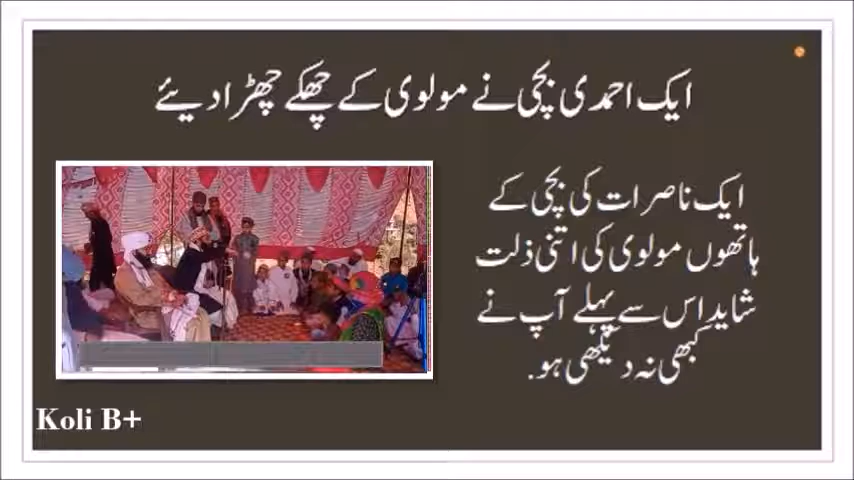 ایک احمدی بچی نے مولوی کے چھکے چھڑا دیئے
ایک ناصرات کی بچی کے
ہاتھوں مولوی کی اتنی ذلت
شاید اس سے پہلے آپ نے
کبھی نہ دیکھی ہو۔
Koli B+